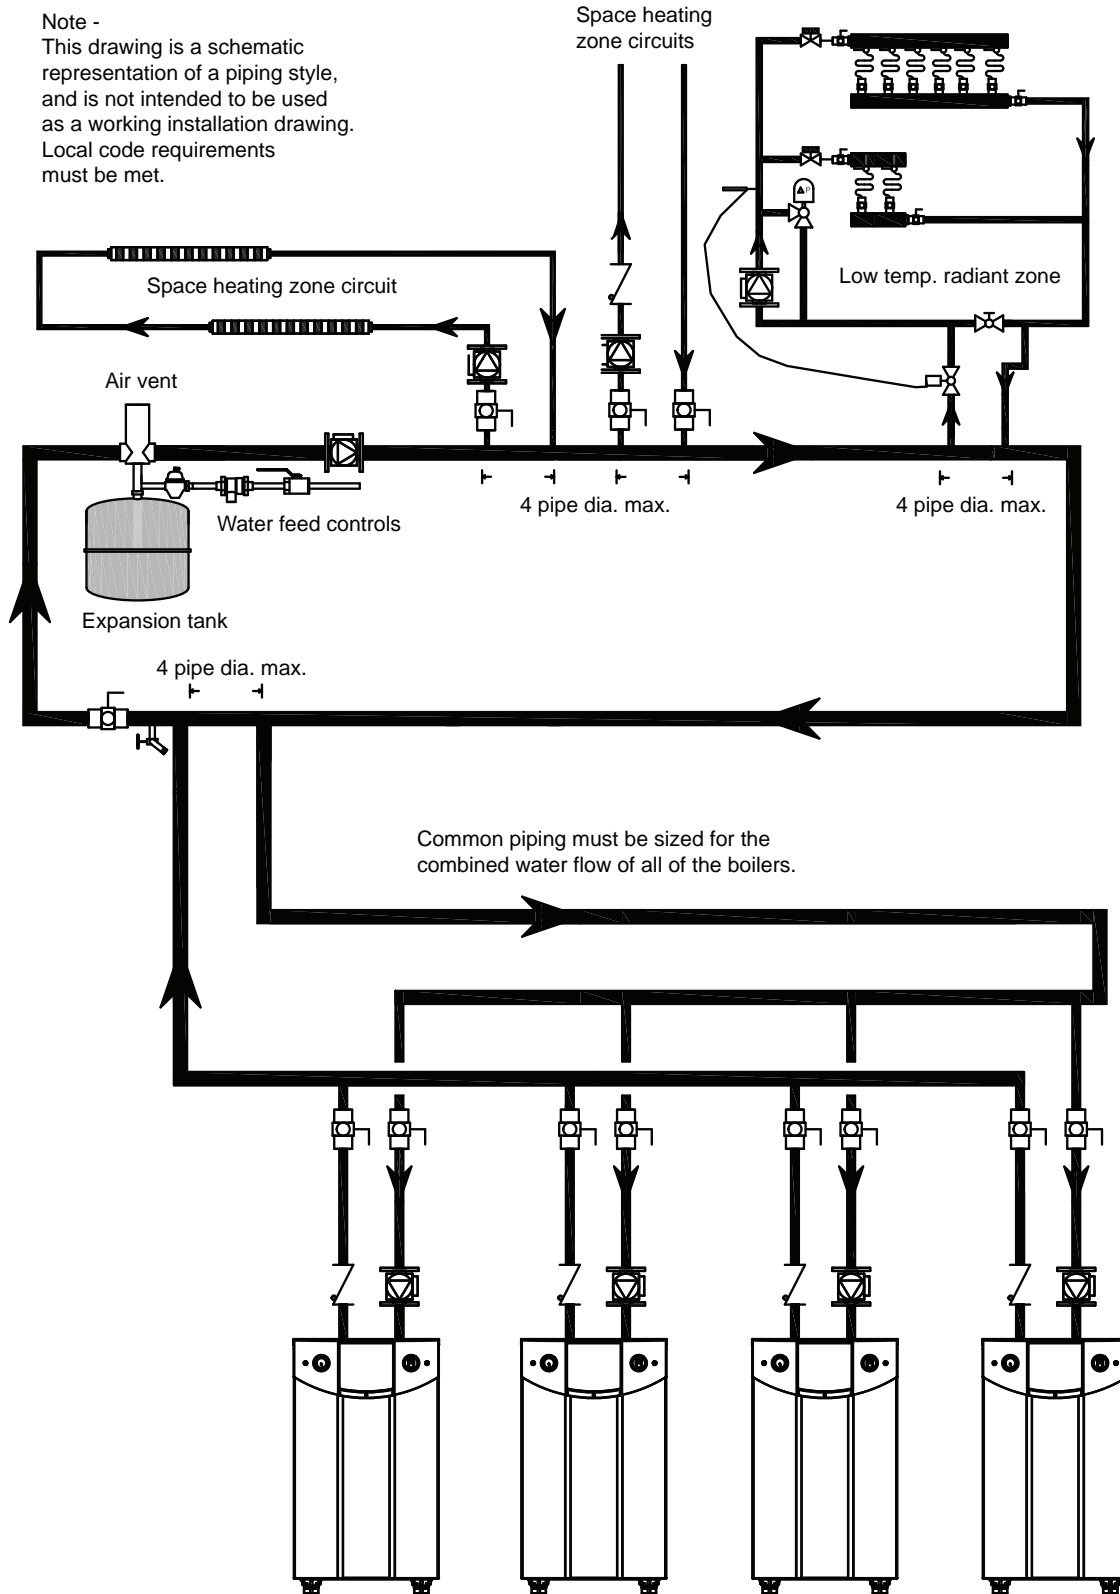 Note -
This drawing is a schematic
representation of a piping style,
and is not intended to be used
as a working installation drawing.
Local code requirements
must be met.
Space heating
zone circuits
P
Low temp. radiant zone
Space heating zone circuit
Air vent
Water feed controls
4 pipe dia. max.
4 pipe dia. max.
Expansion tank
4 pipe dia. max.
Common piping must be sized for the
combined water flow of all of the boilers.